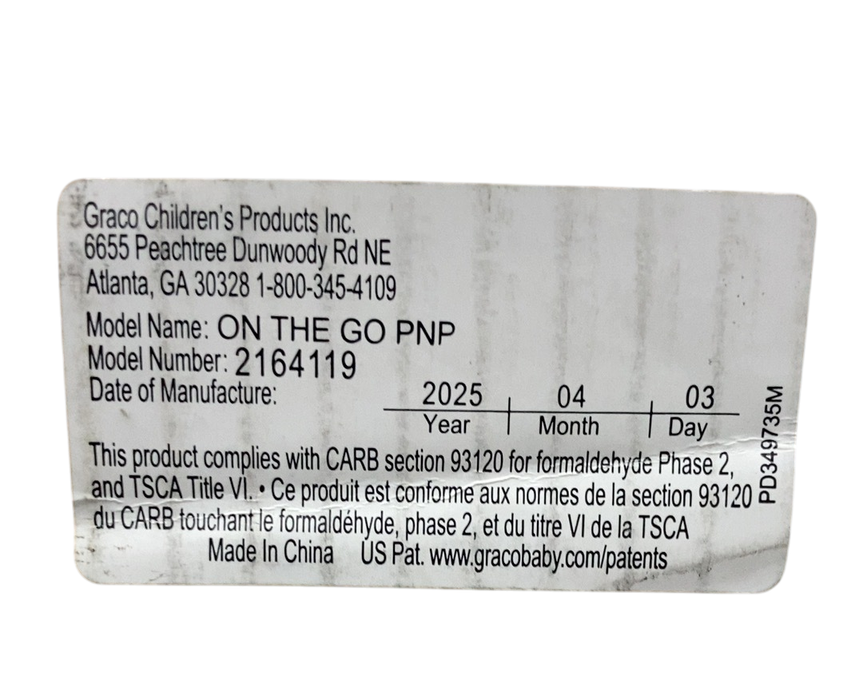 Graco Children's Products Inc.
6655 Peachtree Dunwoody Rd NE
Atlanta, GA 30328 1-800-345-4109
Model Name: ON THE GO PNP
Model Number: 2164119
Date of Manufacture: 2025 04 03
Year Month Day
This product complies with CARB section 93120 for formaldehyde Phase 2,
and TSCA Title VI. • Ce produit est conforme aux normes de la section 93120
du CARB touchant le formaldéhyde, phase 2, et du titre VI de la TSCA
Made In China US Pat. www.gracobaby.com/patents
PD349735M